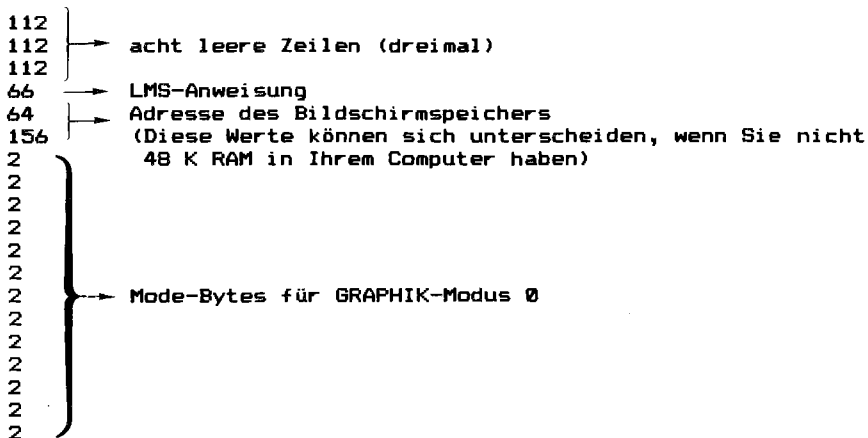 112
112 acht leere Zeilen (dreimal)
112
66 LMS-Anweisung
64 Adresse des Bildschirmspeichers
156 (Diese Werte können sich unterscheiden, wenn Sie nicht
2 48 K RAM in Ihrem Computer haben)
2
2
2
2
2
2 Mode-Bytes für GRAPHIK-Modus 0
2
2
2
2
2
2